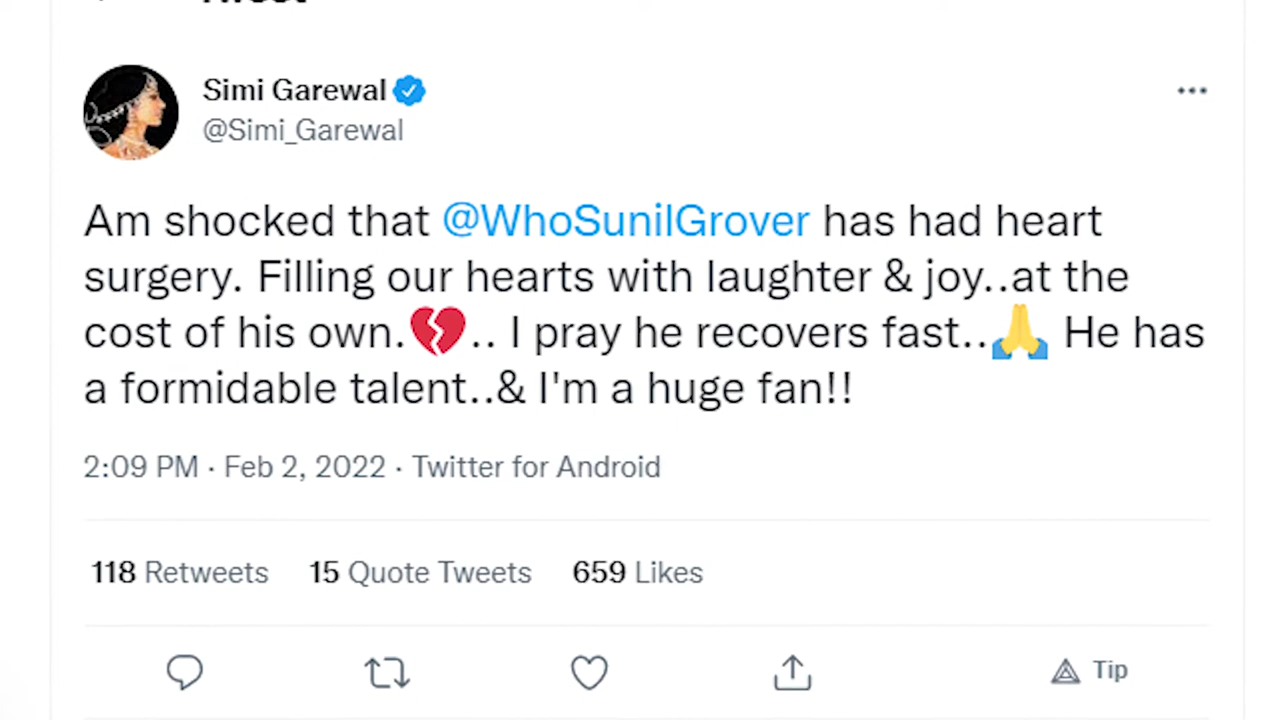 Tweet
Simi Garewal
@Simi_Garewal
Am shocked that @WhoSunilGrover has had heart
surgery. Filling our hearts with laughter & joy..at the
cost of his own.💔.. I pray he recovers fast..🙏 He has
a formidable talent..& I'm a huge fan!!
2:09 PM · Feb 2, 2022 · Twitter for Android
118 Retweets 15 Quote Tweets 659 Likes
Tip